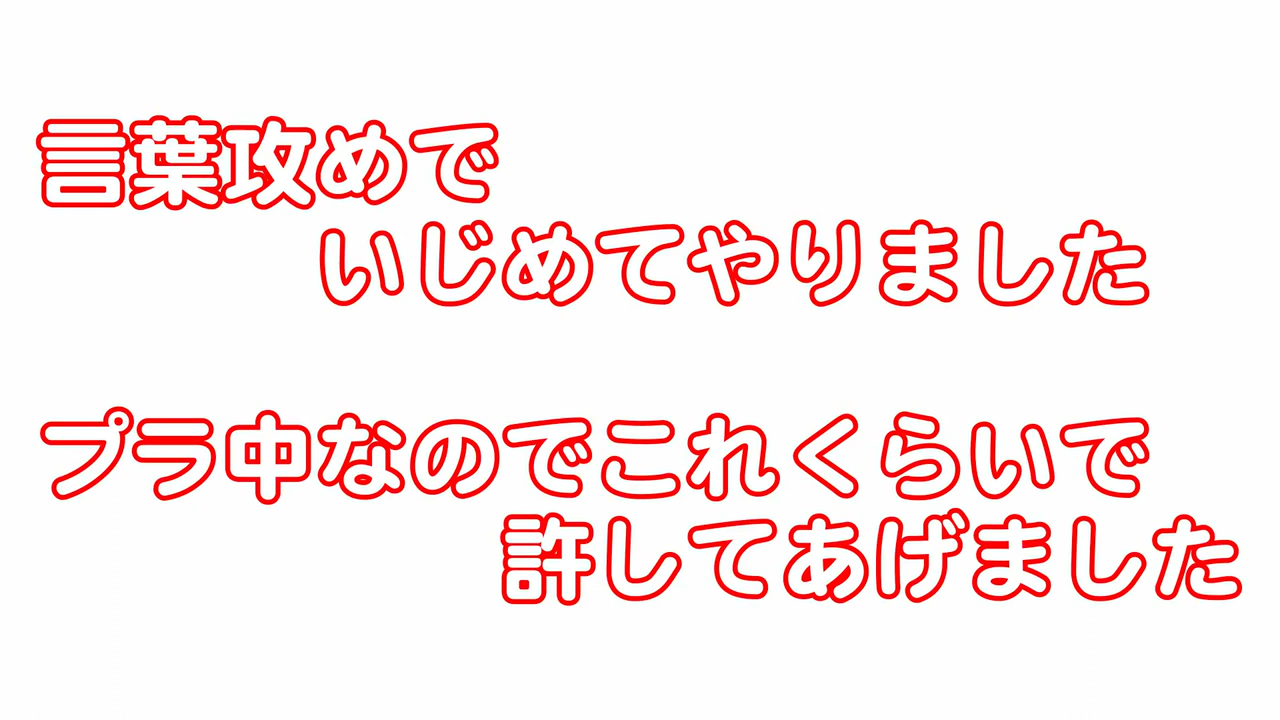 言葉攻めで
いじめてやりました
プラ中なのでこれくらいで
許してあげました